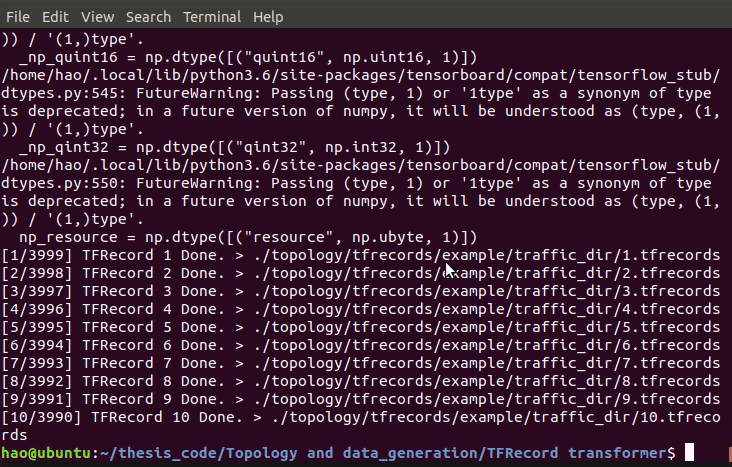 File Edit View Search Terminal Help
)) / '(1,)type'.
_np_quint16 = np.dtype([("quint16", np.uint16, 1)])
/home/hao/.local/lib/python3.6/site-packages/tensorboard/compat/tensorflow_stub/
dtypes.py:545: FutureWarning: Passing (type, 1) or '1type' as a synonym of type
is deprecated; in a future version of numpy, it will be understood as (type, (1,
)) / '(1,)type'.
_np_qint32 = np.dtype([("qint32", np.int32, 1)])
/home/hao/.local/lib/python3.6/site-packages/tensorboard/compat/tensorflow_stub/
dtypes.py:550: FutureWarning: Passing (type, 1) or '1type' as a synonym of type
is deprecated; in a future version of numpy, it will be understood as (type, (1,
)) / '(1,)type'.
np_resource = np.dtype([("resource", np.ubyte, 1)])
[1/3999] TFRecord 1 Done. > ./topology/tfrecords/example/traffic_dir/1.tfrecords
[2/3998] TFRecord 2 Done. > ./topology/tfrecords/example/traffic_dir/2.tfrecords
[3/3997] TFRecord 3 Done. > ./topology/tfrecords/example/traffic_dir/3.tfrecords
[4/3996] TFRecord 4 Done. > ./topology/tfrecords/example/traffic_dir/4.tfrecords
[5/3995] TFRecord 5 Done. > ./topology/tfrecords/example/traffic_dir/5.tfrecords
[6/3994] TFRecord 6 Done. > ./topology/tfrecords/example/traffic_dir/6.tfrecords
[7/3993] TFRecord 7 Done. > ./topology/tfrecords/example/traffic_dir/7.tfrecords
[8/3992] TFRecord 8 Done. > ./topology/tfrecords/example/traffic_dir/8.tfrecords
[9/3991] TFRecord 9 Done. > ./topology/tfrecords/example/traffic_dir/9.tfrecords
[10/3990] TFRecord 10 Done. > ./topology/tfrecords/example/traffic_dir/10.tfreco
rds
hao@ubuntu:~/thesis_code/Topology and data_generation/TFRecord transformer$